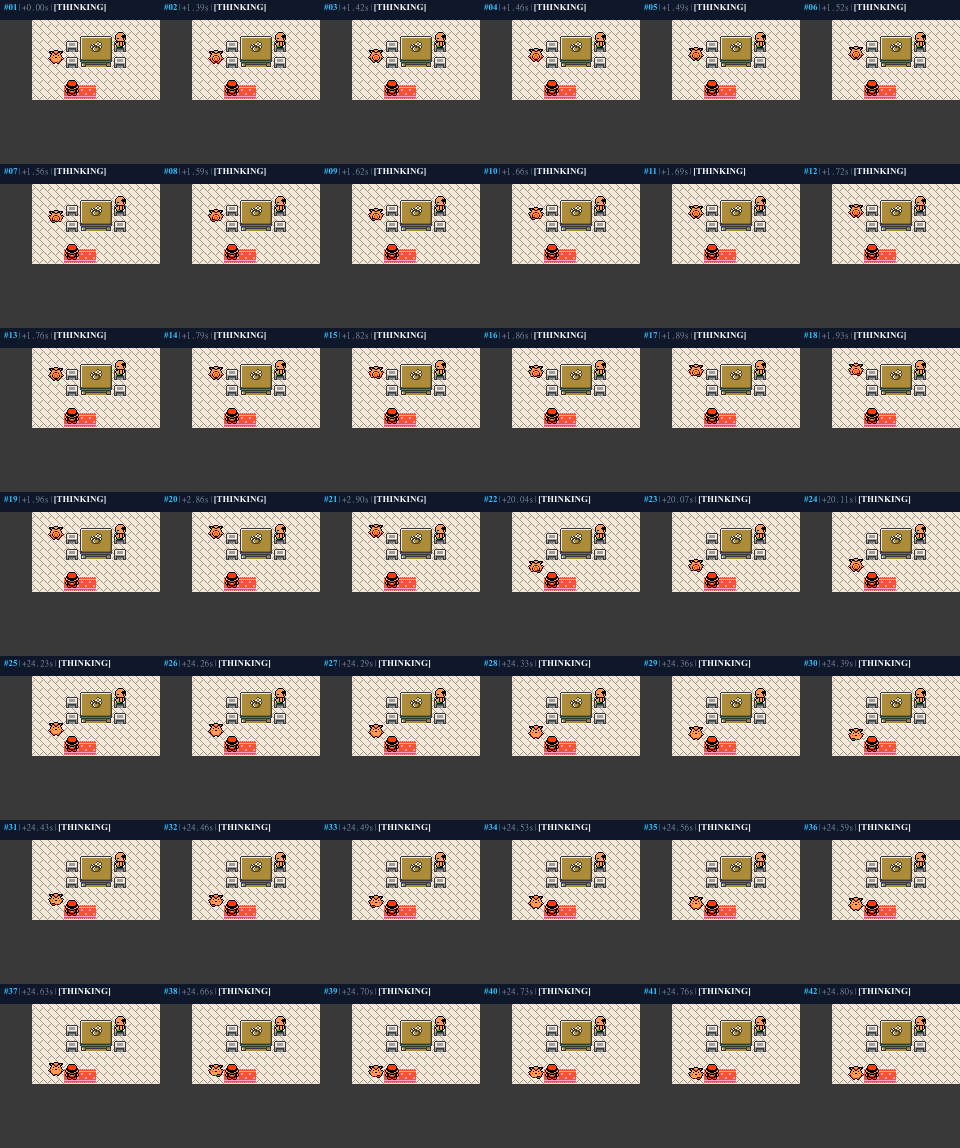 #01|+0.00s|[THINKING] #02|+1.39s|[THINKING] #03|+1.42s|[THINKING] #04|+1.46s|[THINKING] #05|+1.49s|[THINKING] #06|+1.52s|[THINKING]
#07|+1.56s|[THINKING] #08|+1.59s|[THINKING] #09|+1.62s|[THINKING] #10|+1.66s|[THINKING] #11|+1.69s|[THINKING] #12|+1.72s|[THINKING]
#13|+1.76s|[THINKING] #14|+1.79s|[THINKING] #15|+1.82s|[THINKING] #16|+1.86s|[THINKING] #17|+1.89s|[THINKING] #18|+1.93s|[THINKING]
#19|+1.96s|[THINKING] #20|+2.86s|[THINKING] #21|+2.90s|[THINKING] #22|+20.04s|[THINKING] #23|+20.07s|[THINKING] #24|+20.11s|[THINKING]
#25|+24.23s|[THINKING] #26|+24.26s|[THINKING] #27|+24.29s|[THINKING] #28|+24.33s|[THINKING] #29|+24.36s|[THINKING] #30|+24.39s|[THINKING]
#31|+24.43s|[THINKING] #32|+24.46s|[THINKING] #33|+24.49s|[THINKING] #34|+24.53s|[THINKING] #35|+24.56s|[THINKING] #36|+24.59s|[THINKING]
#37|+24.63s|[THINKING] #38|+24.66s|[THINKING] #39|+24.70s|[THINKING] #40|+24.73s|[THINKING] #41|+24.76s|[THINKING] #42|+24.80s|[THINKING]